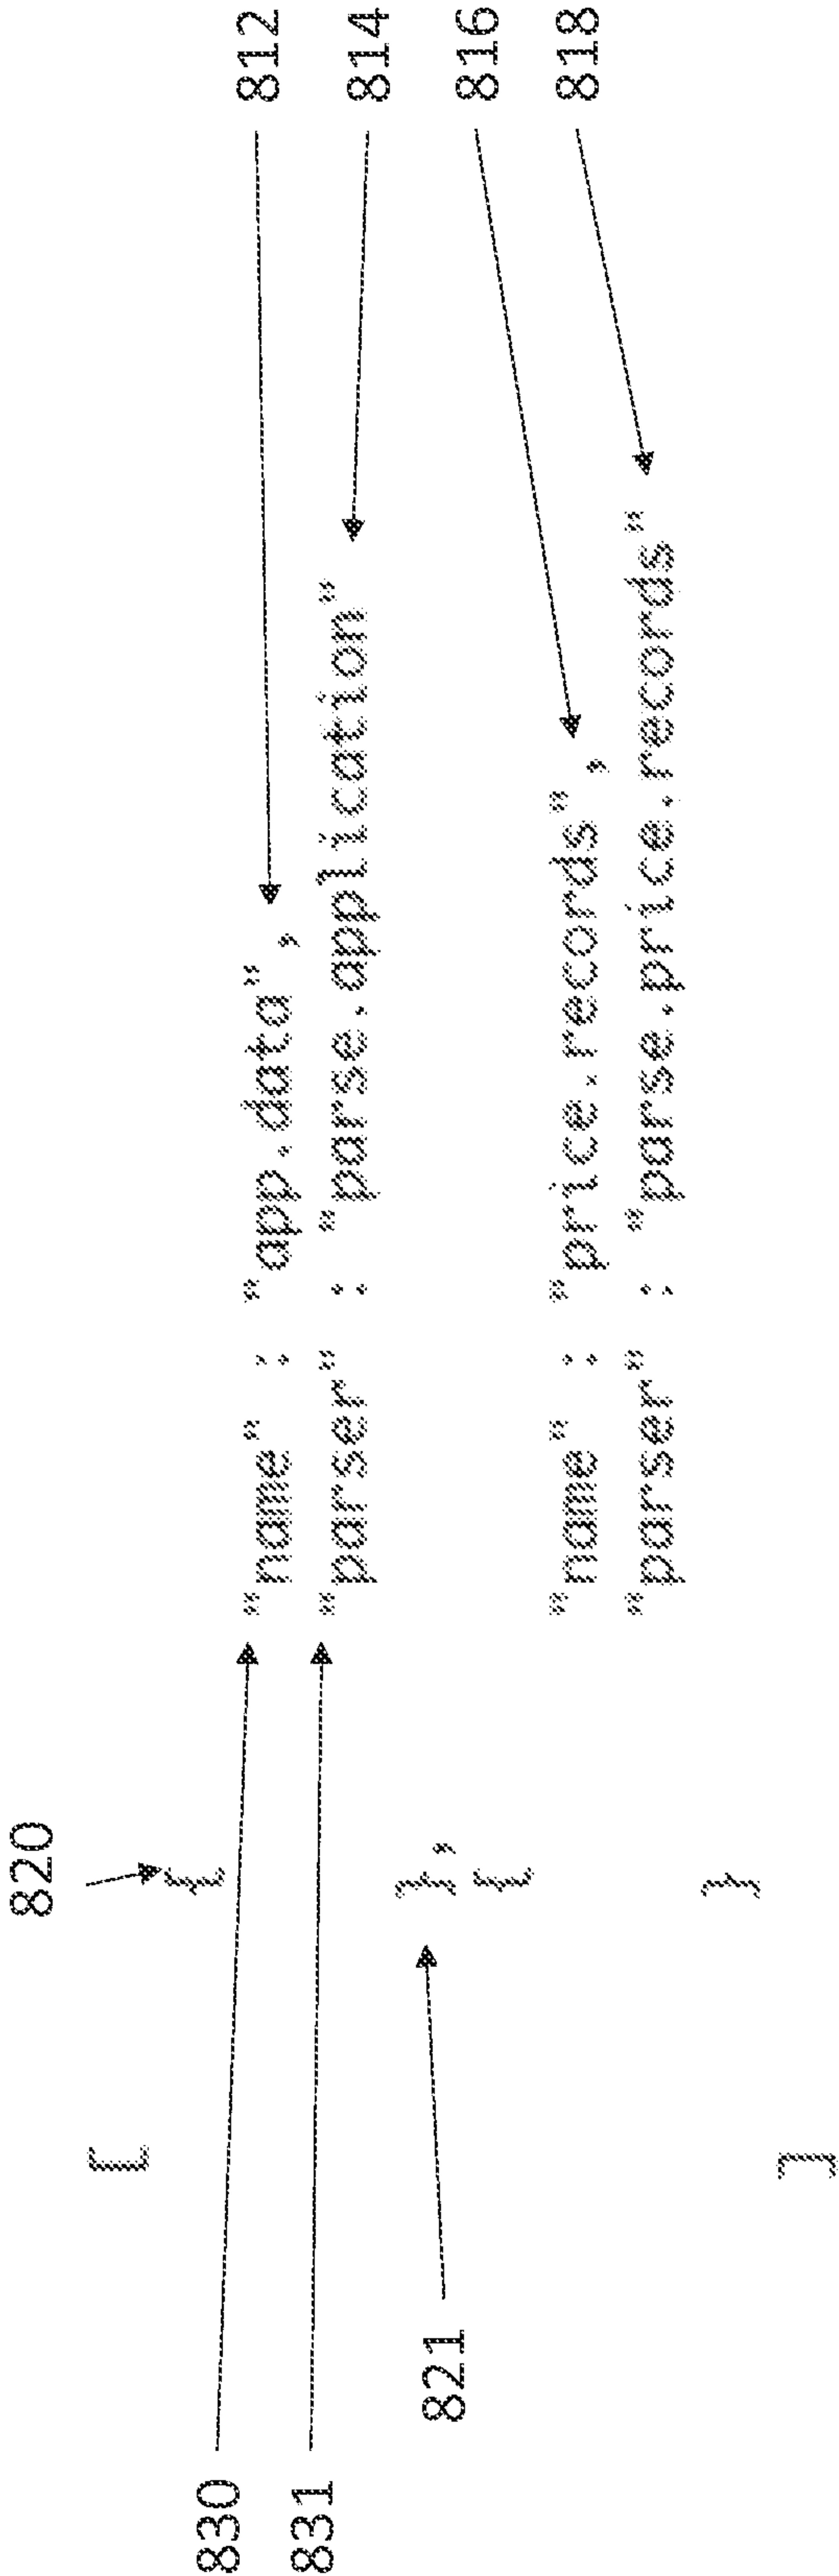 820
[
{
830 "name" : "app.data", 812
831 "parser" : "parse.application" 814
821 },
{
"name" : "price.records", 816
"parser" : "parse.price.records" 818
}
]